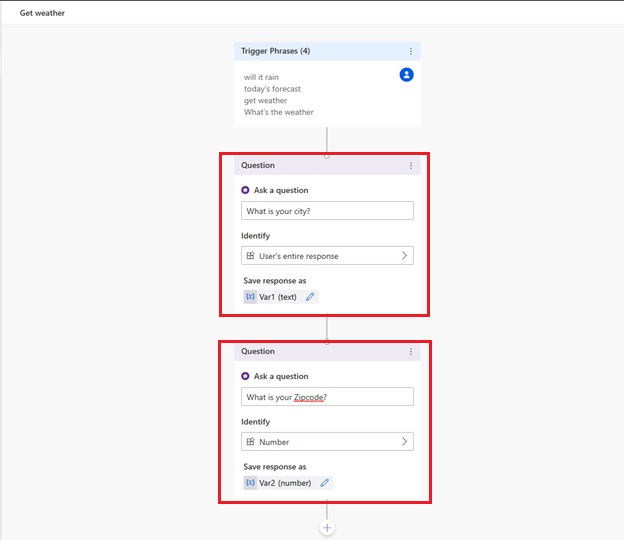 Get weather
Trigger Phrases (4)
will it rain
today's forecast
get weather
What's the weather
Question
Ask a question
What is your city?
Identify
User's entire response
Save response as
{x} Var1 (text)
Question
Ask a question
What is your Zipcode?
Identify
Number
Save response as
{x} Var2 (number)